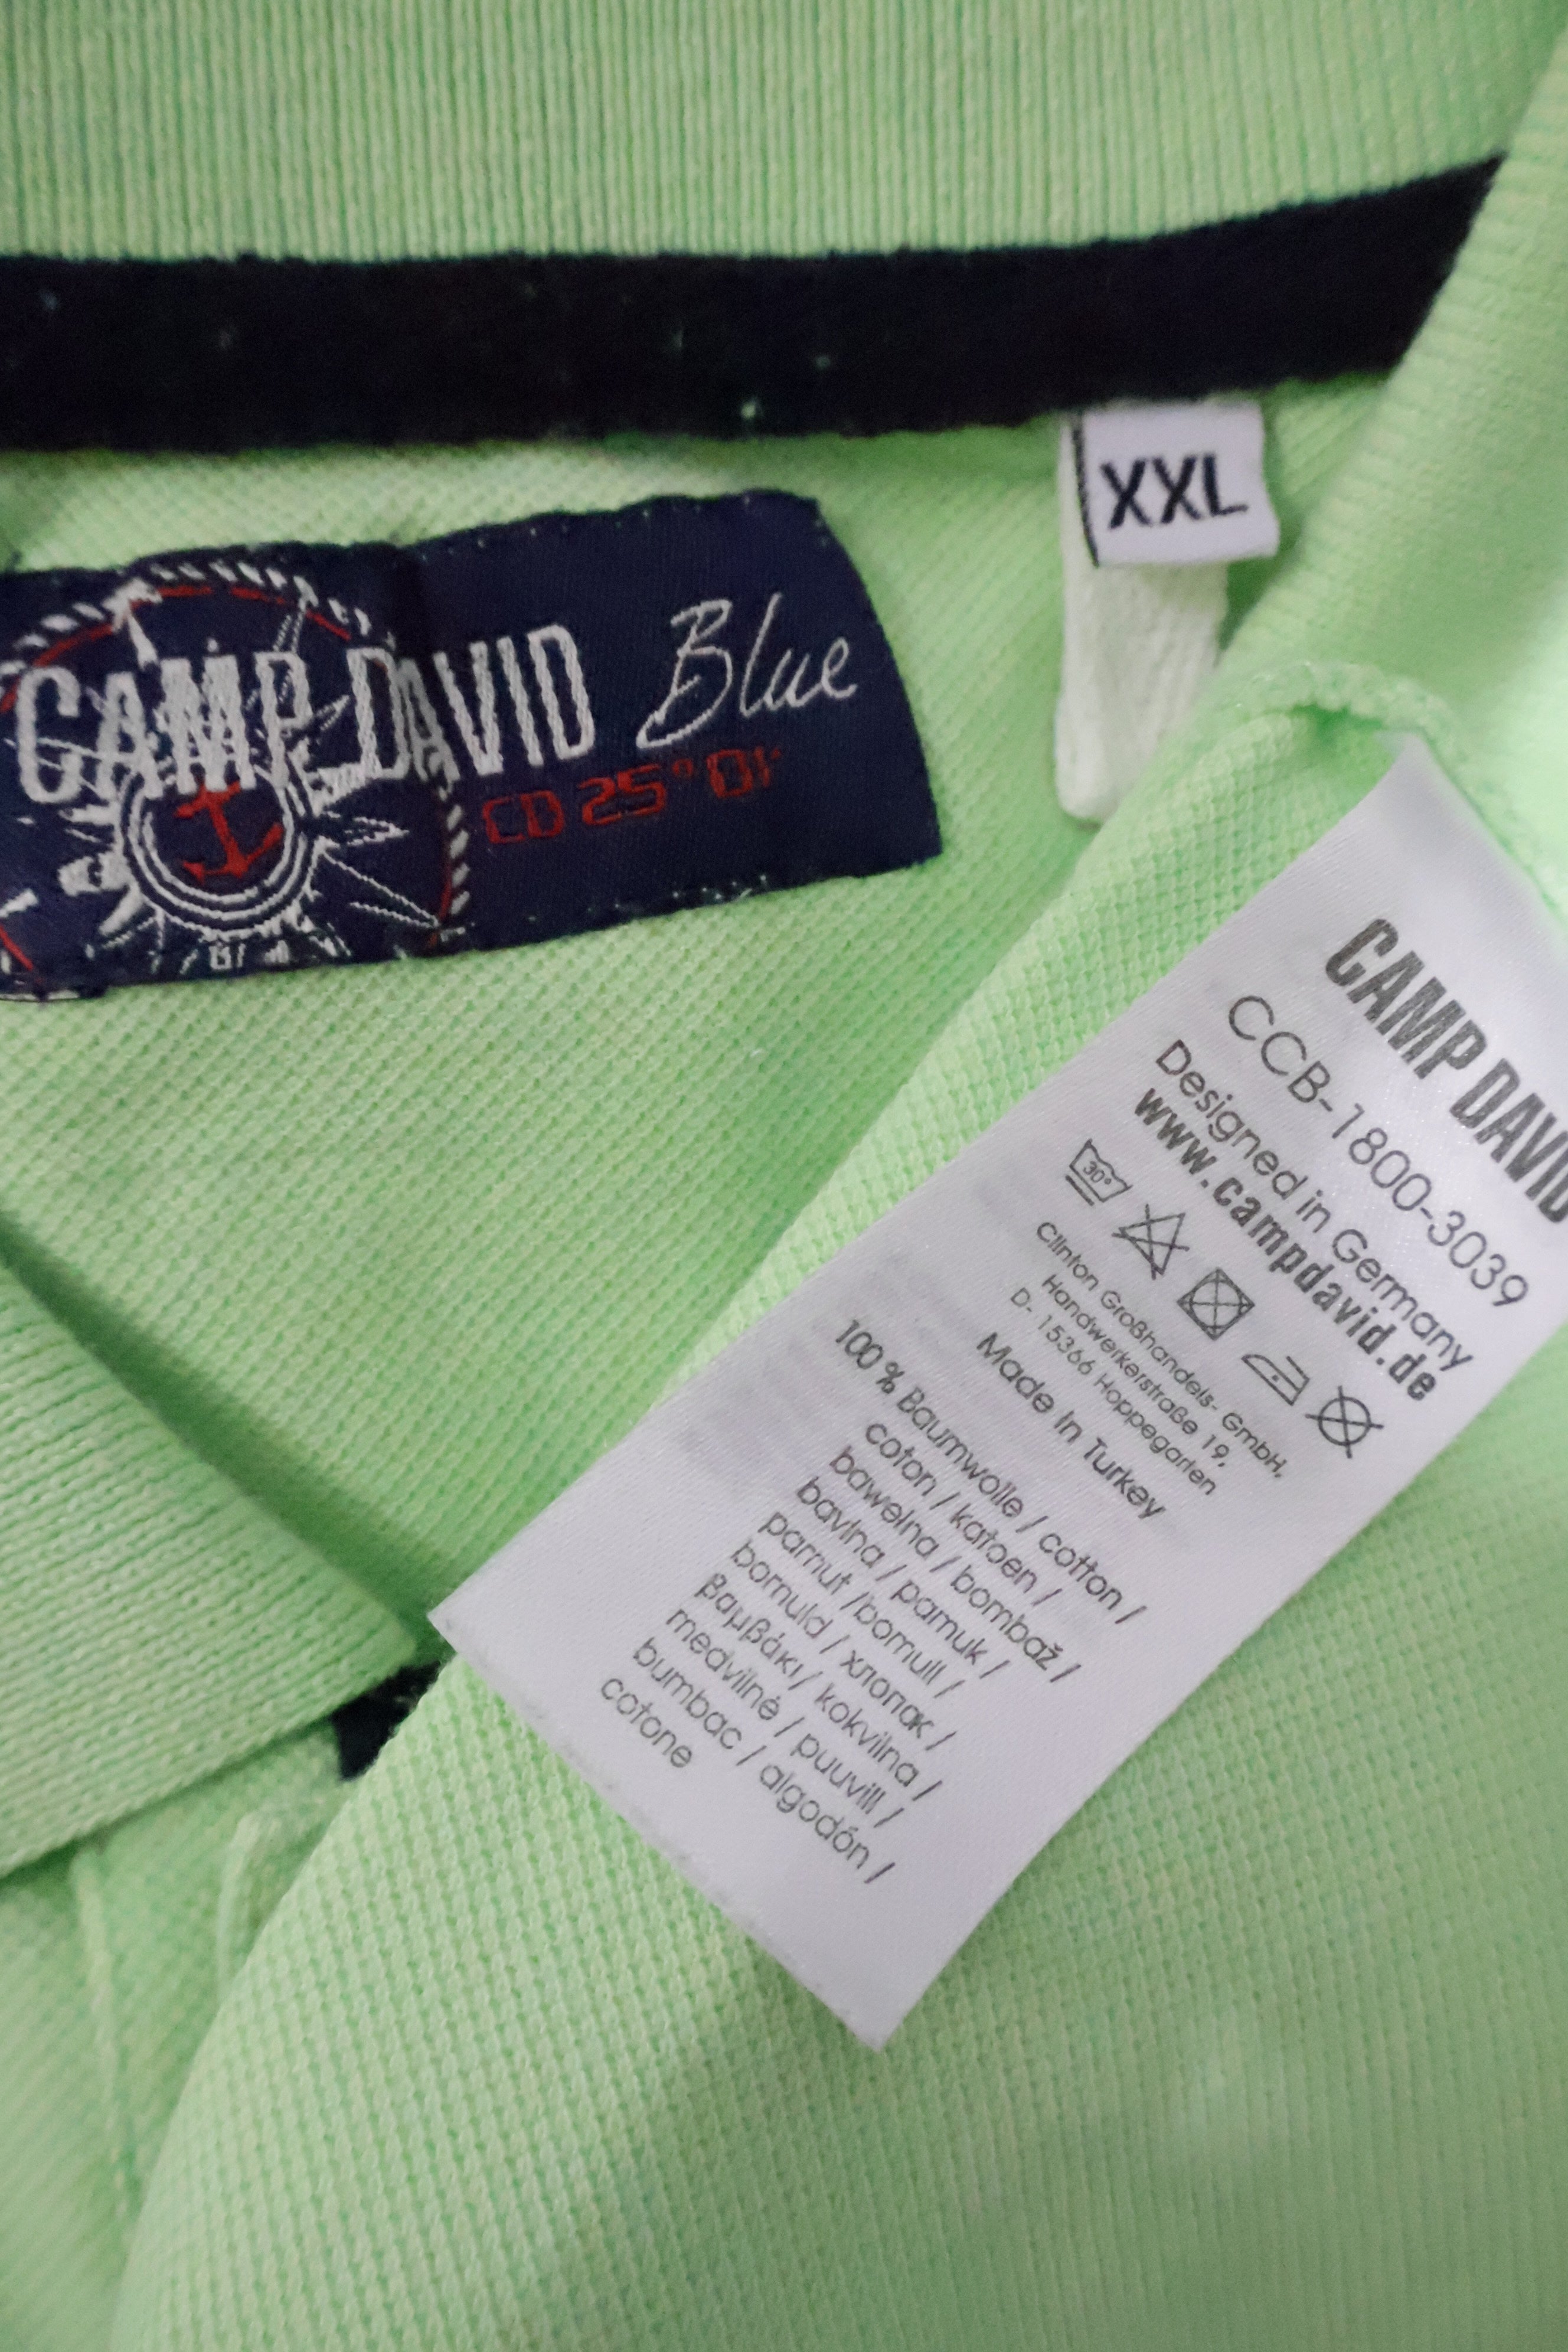 XXL
CAMP DAVID Blue
CD 25°01'
CAMP DAVID
CCB-1800-3039
Designed in Germany
www.campdavid.de
30°
Clinton Großhandels- GmbH,
Handwerkerstraße 19,
D- 15366 Hoppegarten
Made in Turkey
100 % Baumwolle / cotton /
coton / katoen /
bawełna / bombaž /
bavlna / pamuk /
pamut /bomull /
bomuld / хлопак /
βαμβάκι / kokvilna /
medvilnė / puuvill /
bumbac / algodón /
cotone